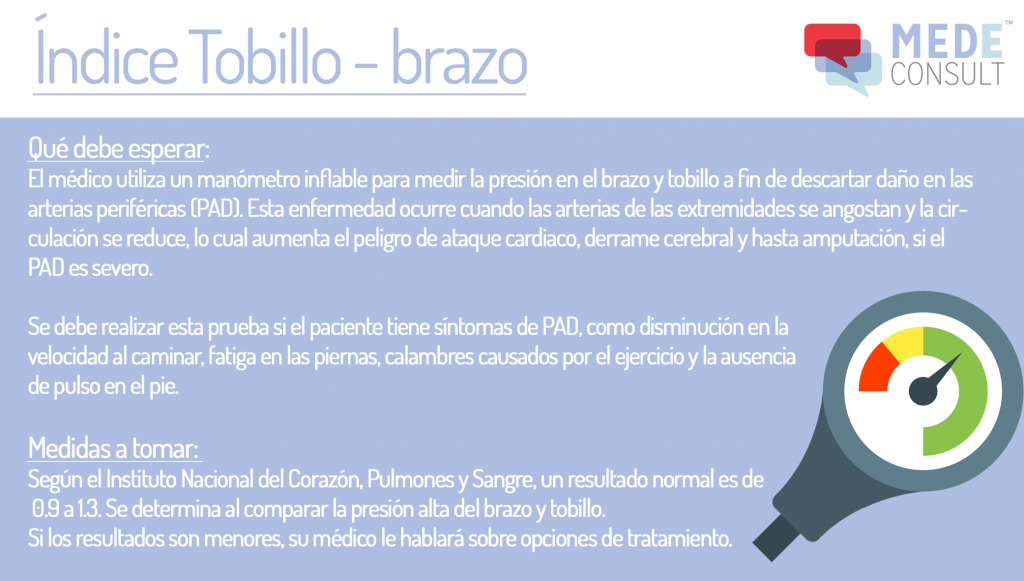 Índice Tobillo - brazo
MEDE™
CONSULT
Qué debe esperar:
El médico utiliza un manómetro inflable para medir la presión en el brazo y tobillo a fin de descartar daño en las
arterias periféricas (PAD). Esta enfermedad ocurre cuando las arterias de las extremidades se angostan y la cir-
culación se reduce, lo cual aumenta el peligro de ataque cardiaco, derrame cerebral y hasta amputación, si el
PAD es severo.
Se debe realizar esta prueba si el paciente tiene síntomas de PAD, como disminución en la
velocidad al caminar, fatiga en las piernas, calambres causados por el ejercicio y la ausencia
de pulso en el pie.
Medidas a tomar:
Según el Instituto Nacional del Corazón, Pulmones y Sangre, un resultado normal es de
0.9 a 1.3. Se determina al comparar la presión alta del brazo y tobillo.
Si los resultados son menores, su médico le hablará sobre opciones de tratamiento.